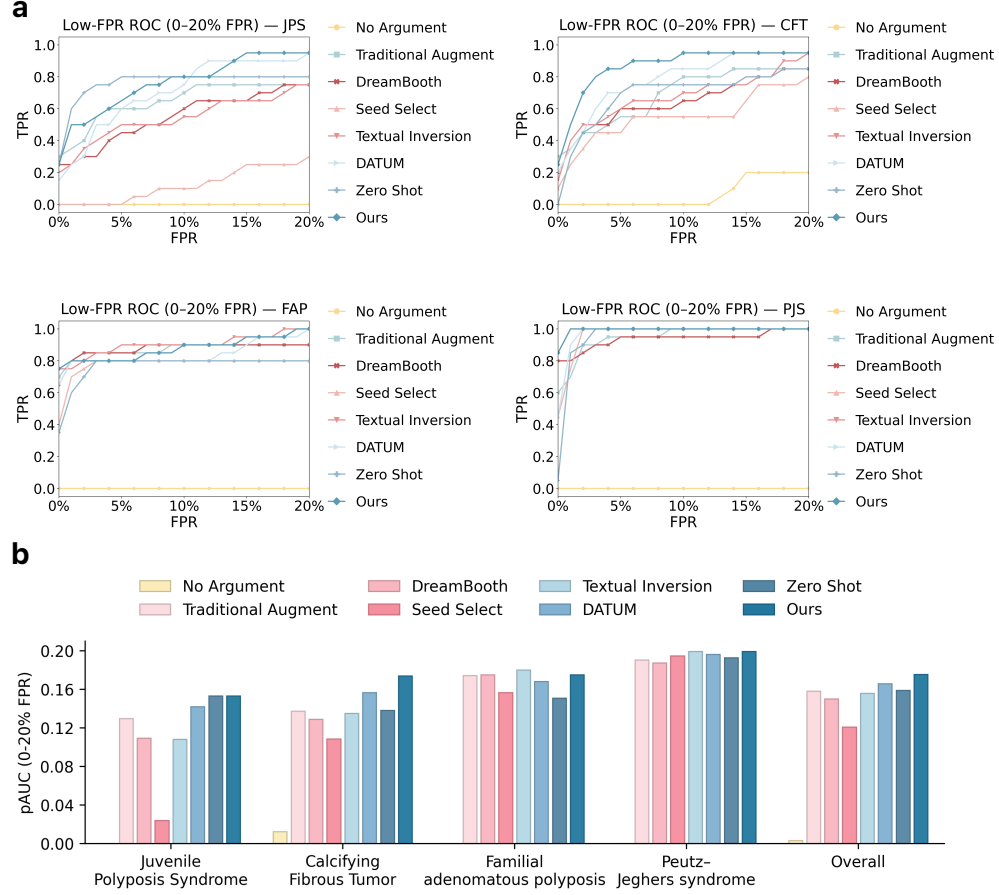 a
Low-FPR ROC (0–20% FPR) — JPS
TPR
1.0
0.8
0.6
0.4
0.2
0.0
0%
5%
10%
15%
20%
FPR
No Argument
Traditional Augment
DreamBooth
Seed Select
Textual Inversion
DATUM
Zero Shot
Ours
Low-FPR ROC (0–20% FPR) — CFT
TPR
1.0
0.8
0.6
0.4
0.2
0.0
0%
5%
10%
15%
20%
FPR
No Argument
Traditional Augment
DreamBooth
Seed Select
Textual Inversion
DATUM
Zero Shot
Ours
Low-FPR ROC (0–20% FPR) — FAP
TPR
1.0
0.8
0.6
0.4
0.2
0.0
0%
5%
10%
15%
20%
FPR
No Argument
Traditional Augment
DreamBooth
Seed Select
Textual Inversion
DATUM
Zero Shot
Ours
Low-FPR ROC (0–20% FPR) — PJS
TPR
1.0
0.8
0.6
0.4
0.2
0.0
0%
5%
10%
15%
20%
FPR
No Argument
Traditional Augment
DreamBooth
Seed Select
Textual Inversion
DATUM
Zero Shot
Ours
b
No Argument
DreamBooth
Textual Inversion
Zero Shot
Traditional Augment
Seed Select
DATUM
Ours
pAUC (0-20% FPR)
0.20
0.16
0.12
0.08
0.04
0.00
Juvenile
Polyposis Syndrome
Calcifying
Fibrous Tumor
Familial
adenomatous polyposis
Peutz–
Jeghers syndrome
Overall